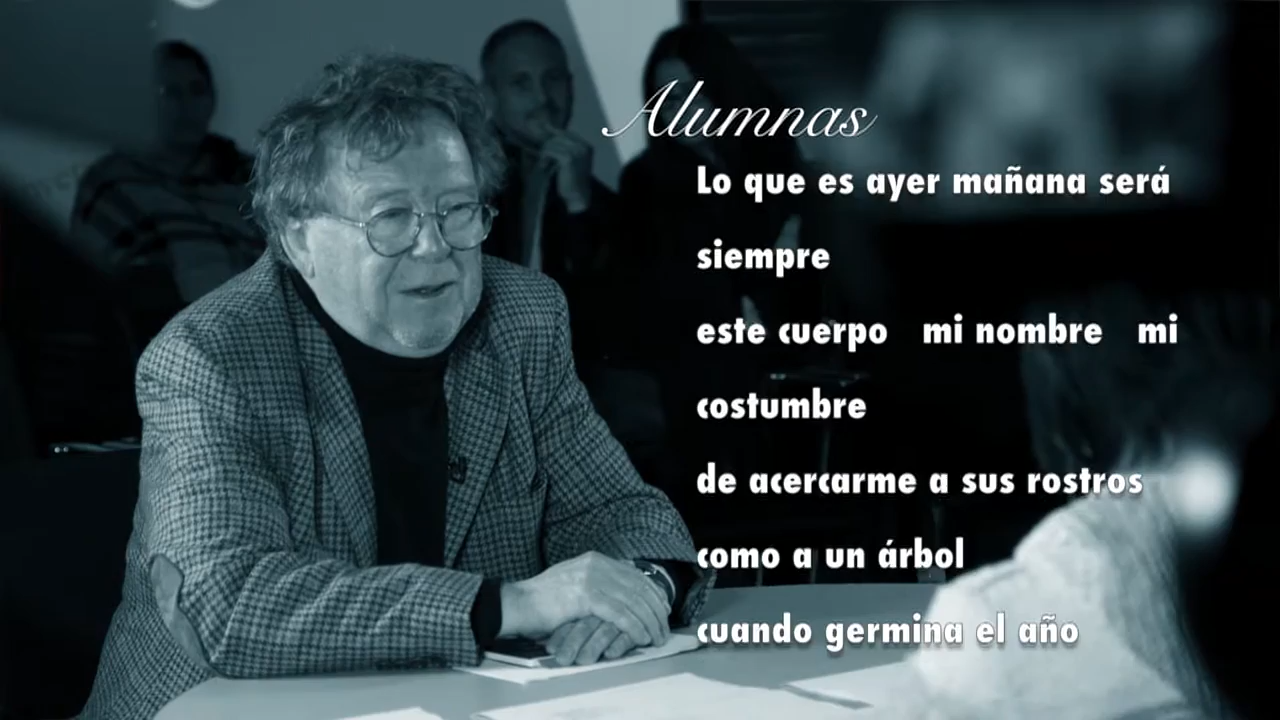 Alumnas
Lo que es ayer mañana será
siempre
este cuerpo   mi nombre   mi
costumbre
de acercarme a sus rostros
como a un árbol
cuando germina el año